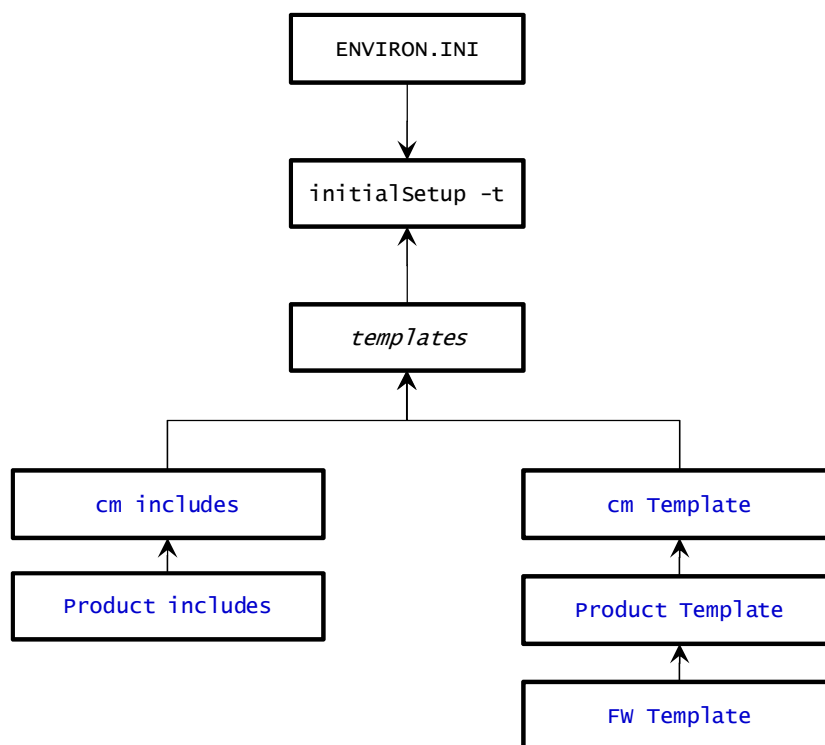 ENVIRON.INI
initialSetup –t
templates
cm includes
cm Template
Product includes
Product Template
FW Template